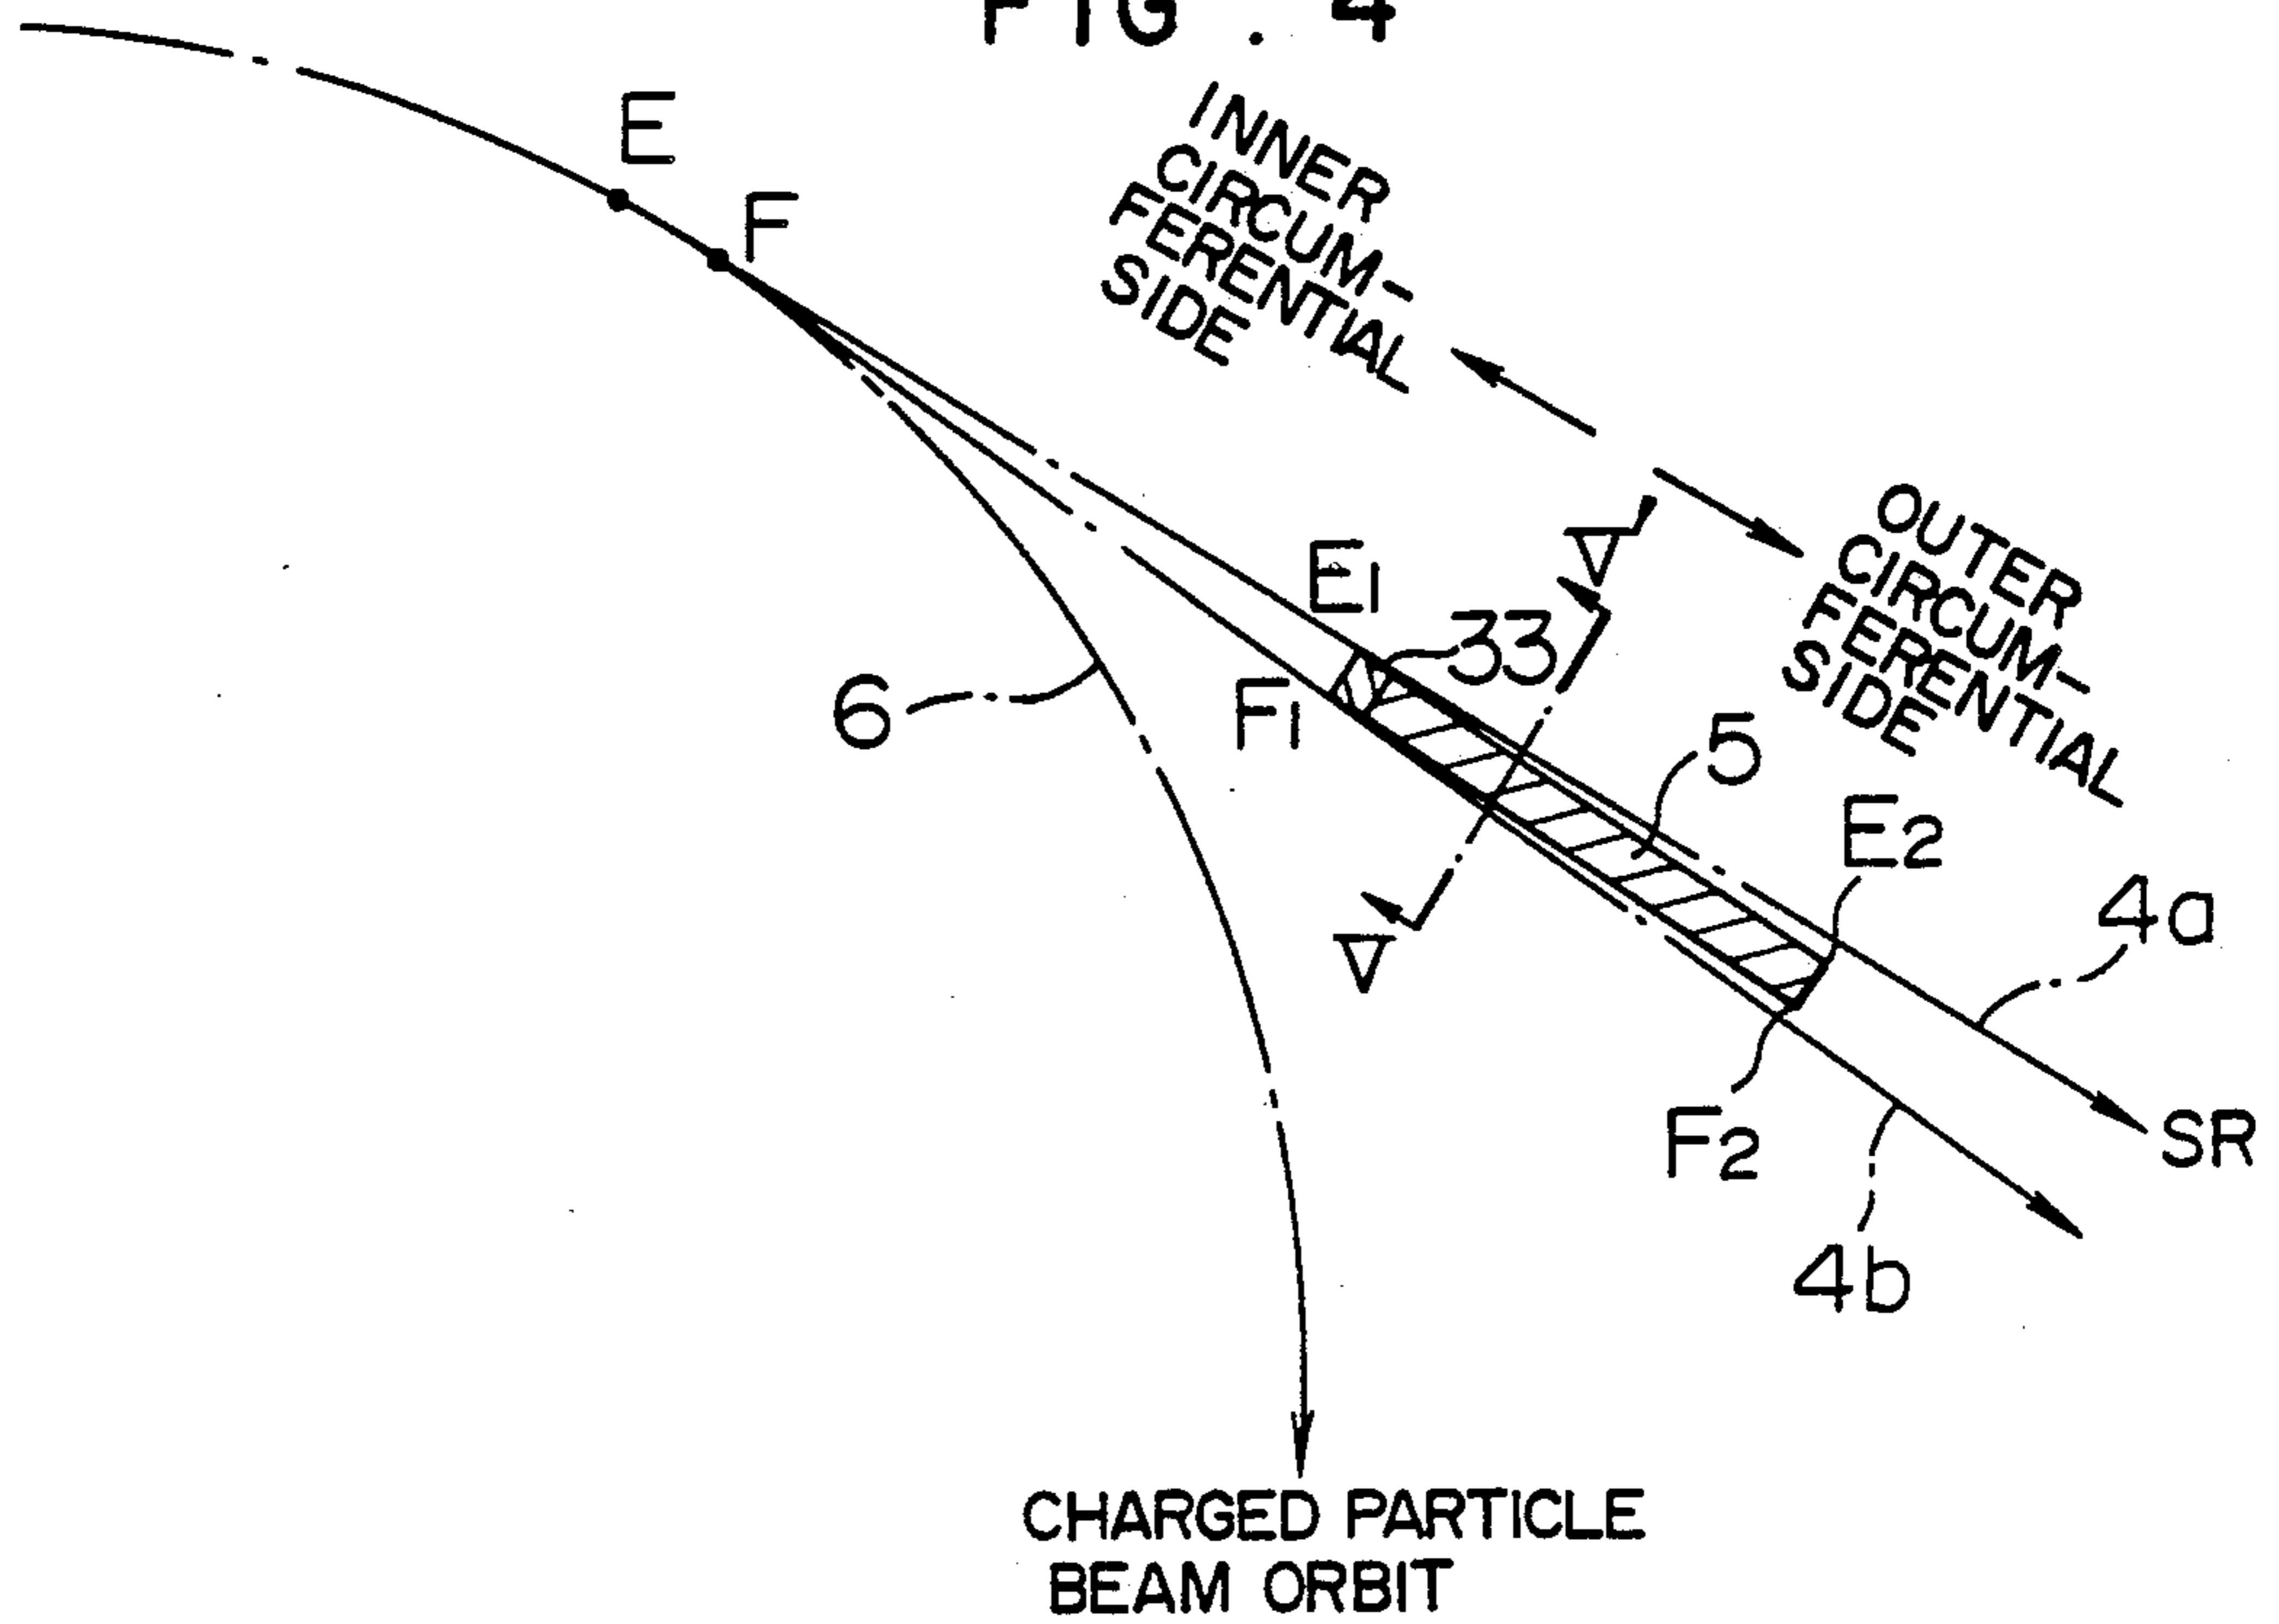 FIG. 4
E
F
INNER
CIRCUM-
FERENTIAL
SIDE
OUTER
CIRCUM-
FERENTIAL
SIDE
V
E1
33
F1
6
5
E2
4a
V
SR
F2
4b
CHARGED PARTICLE
BEAM ORBIT